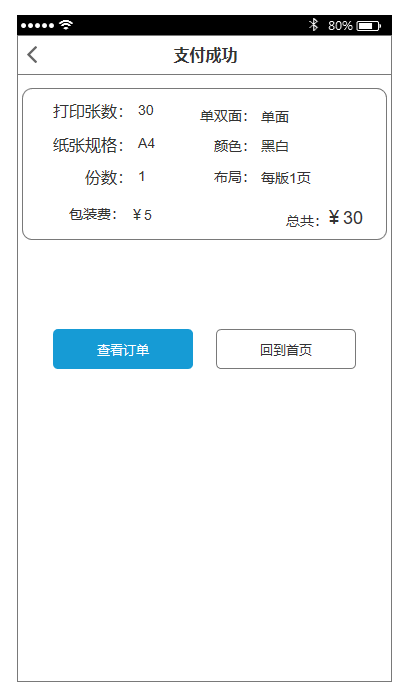 80%
支付成功
打印张数： 30 单双面： 单面
纸张规格： A4 颜色： 黑白
份数： 1 布局： 每版1页
包装费： ¥5 总共：¥30
查看订单 回到首页